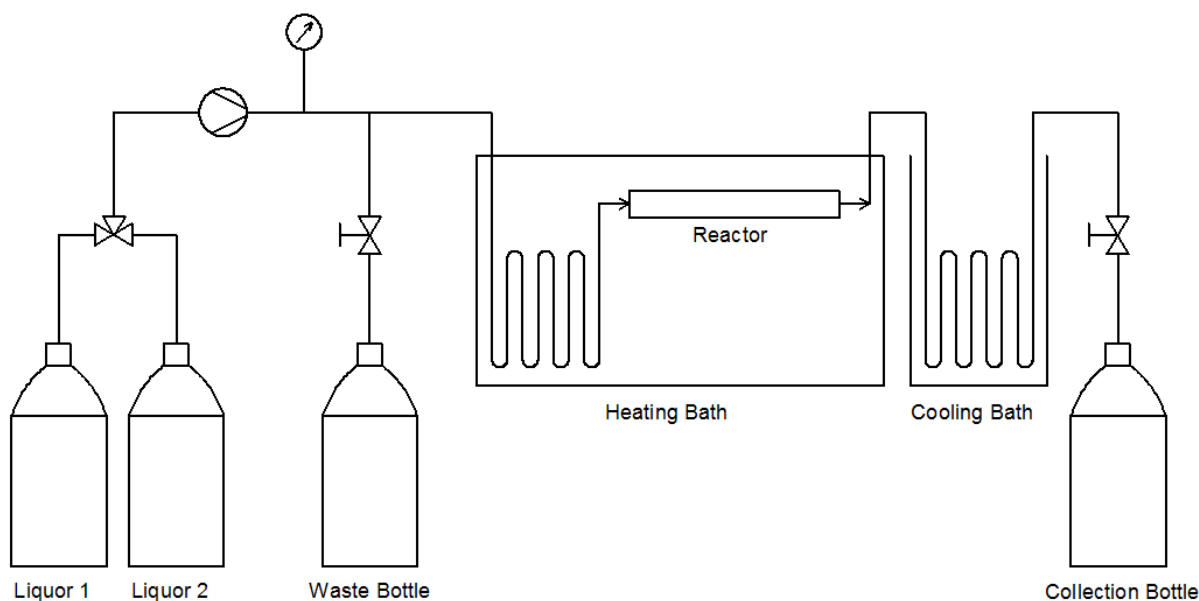 Reactor
Heating Bath
Cooling Bath
Liquor 1
Liquor 2
Waste Bottle
Collection Bottle